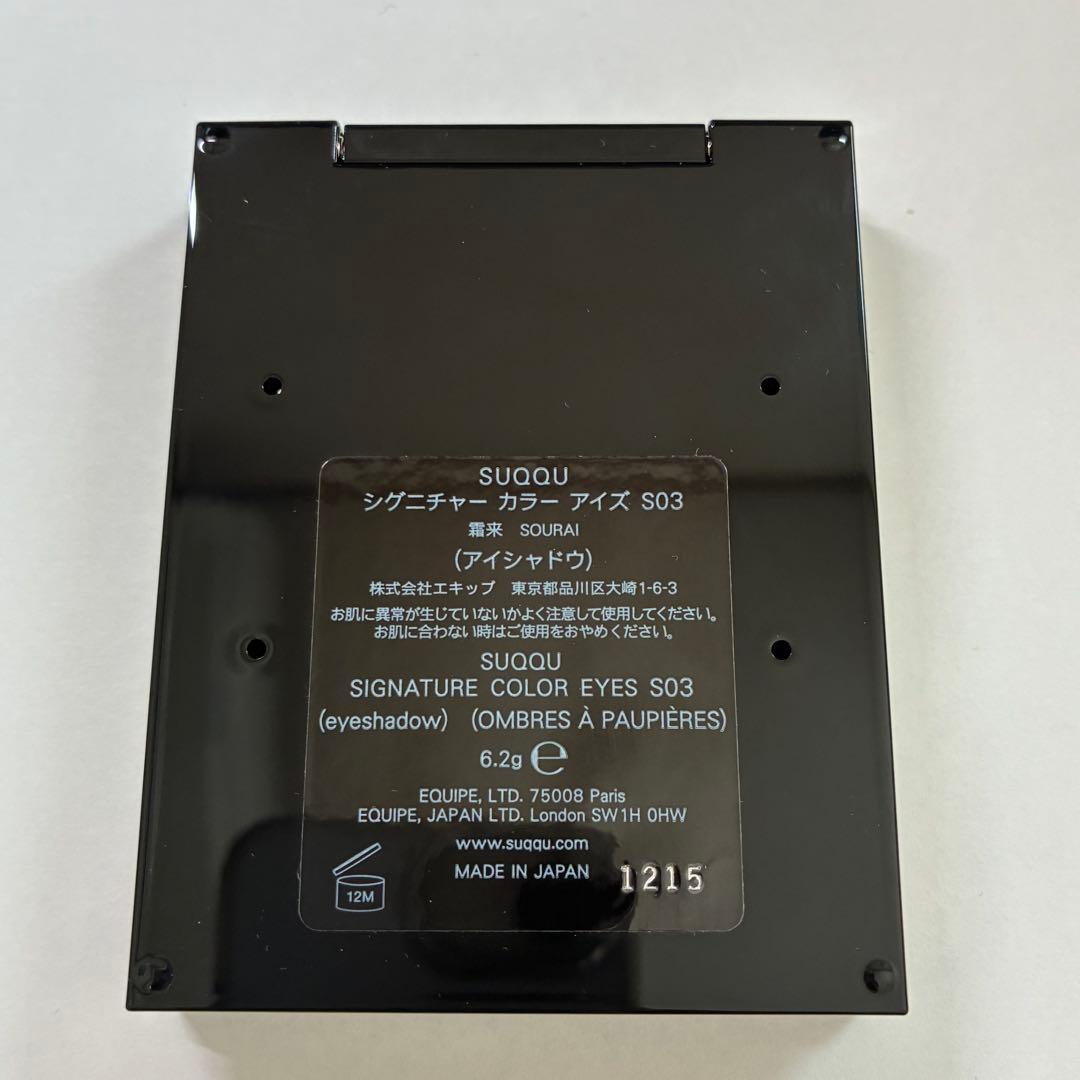 SUQQU
シグニチャー カラー アイズ S03
霜来 SOURAI
(アイシャドウ)
株式会社エキップ 東京都品川区大崎1-6-3
お肌に異常が生じていないかよく注意して使用してください。
お肌に合わない時はご使用をおやめください。
SUQQU
SIGNATURE COLOR EYES S03
(eyeshadow) (OMBRES À PAUPIÈRES)
6.2g ℮
EQUIPE, LTD. 75008 Paris
EQUIPE, JAPAN LTD. London SW1H 0HW
www.suqqu.com
MADE IN JAPAN 1215
12M